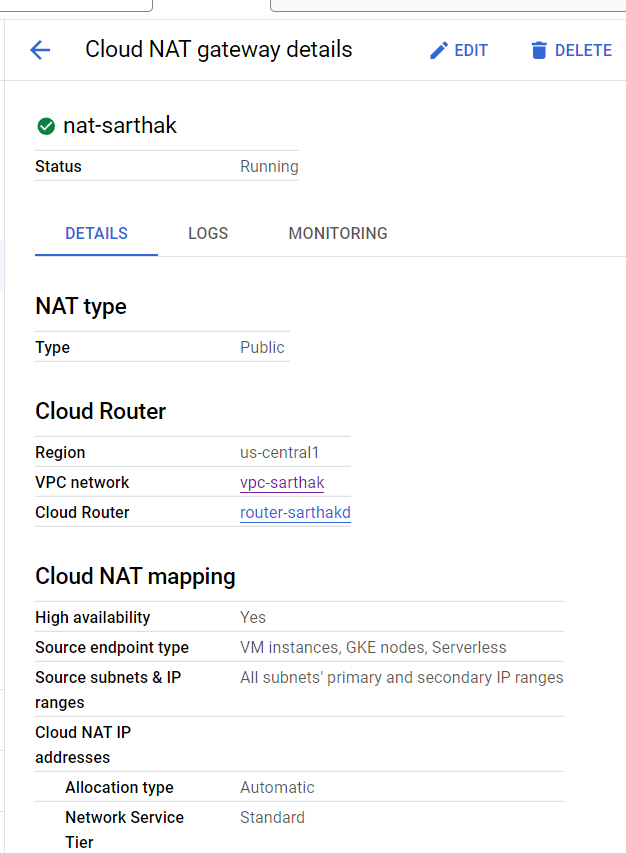 Cloud NAT gateway details EDIT DELETE
nat-sarthak
Status Running
DETAILS LOGS MONITORING
NAT type
Type Public
Cloud Router
Region us-central1
VPC network vpc-sarthak
Cloud Router router-sarthakd
Cloud NAT mapping
High availability Yes
Source endpoint type VM instances, GKE nodes, Serverless
Source subnets & IP All subnets' primary and secondary IP ranges
ranges
Cloud NAT IP
addresses
Allocation type Automatic
Network Service Standard
Tier